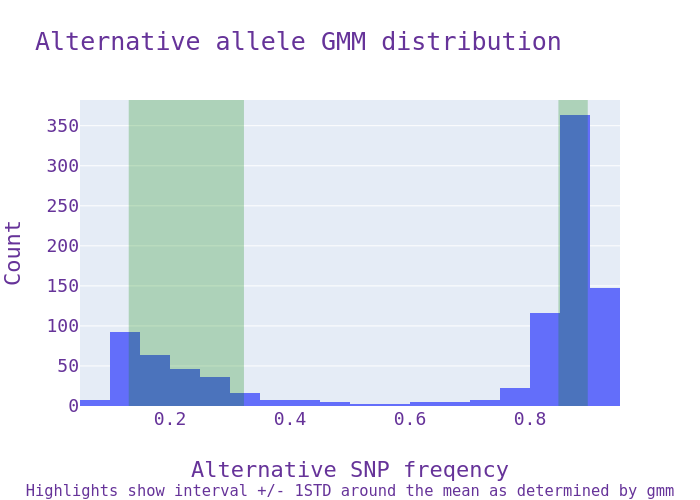 Alternative allele GMM distribution
350
300
250
200
150
100
50
0
Count
0.2 0.4 0.6 0.8
Alternative SNP freqency
Highlights show interval +/- 1STD around the mean as determined by gmm